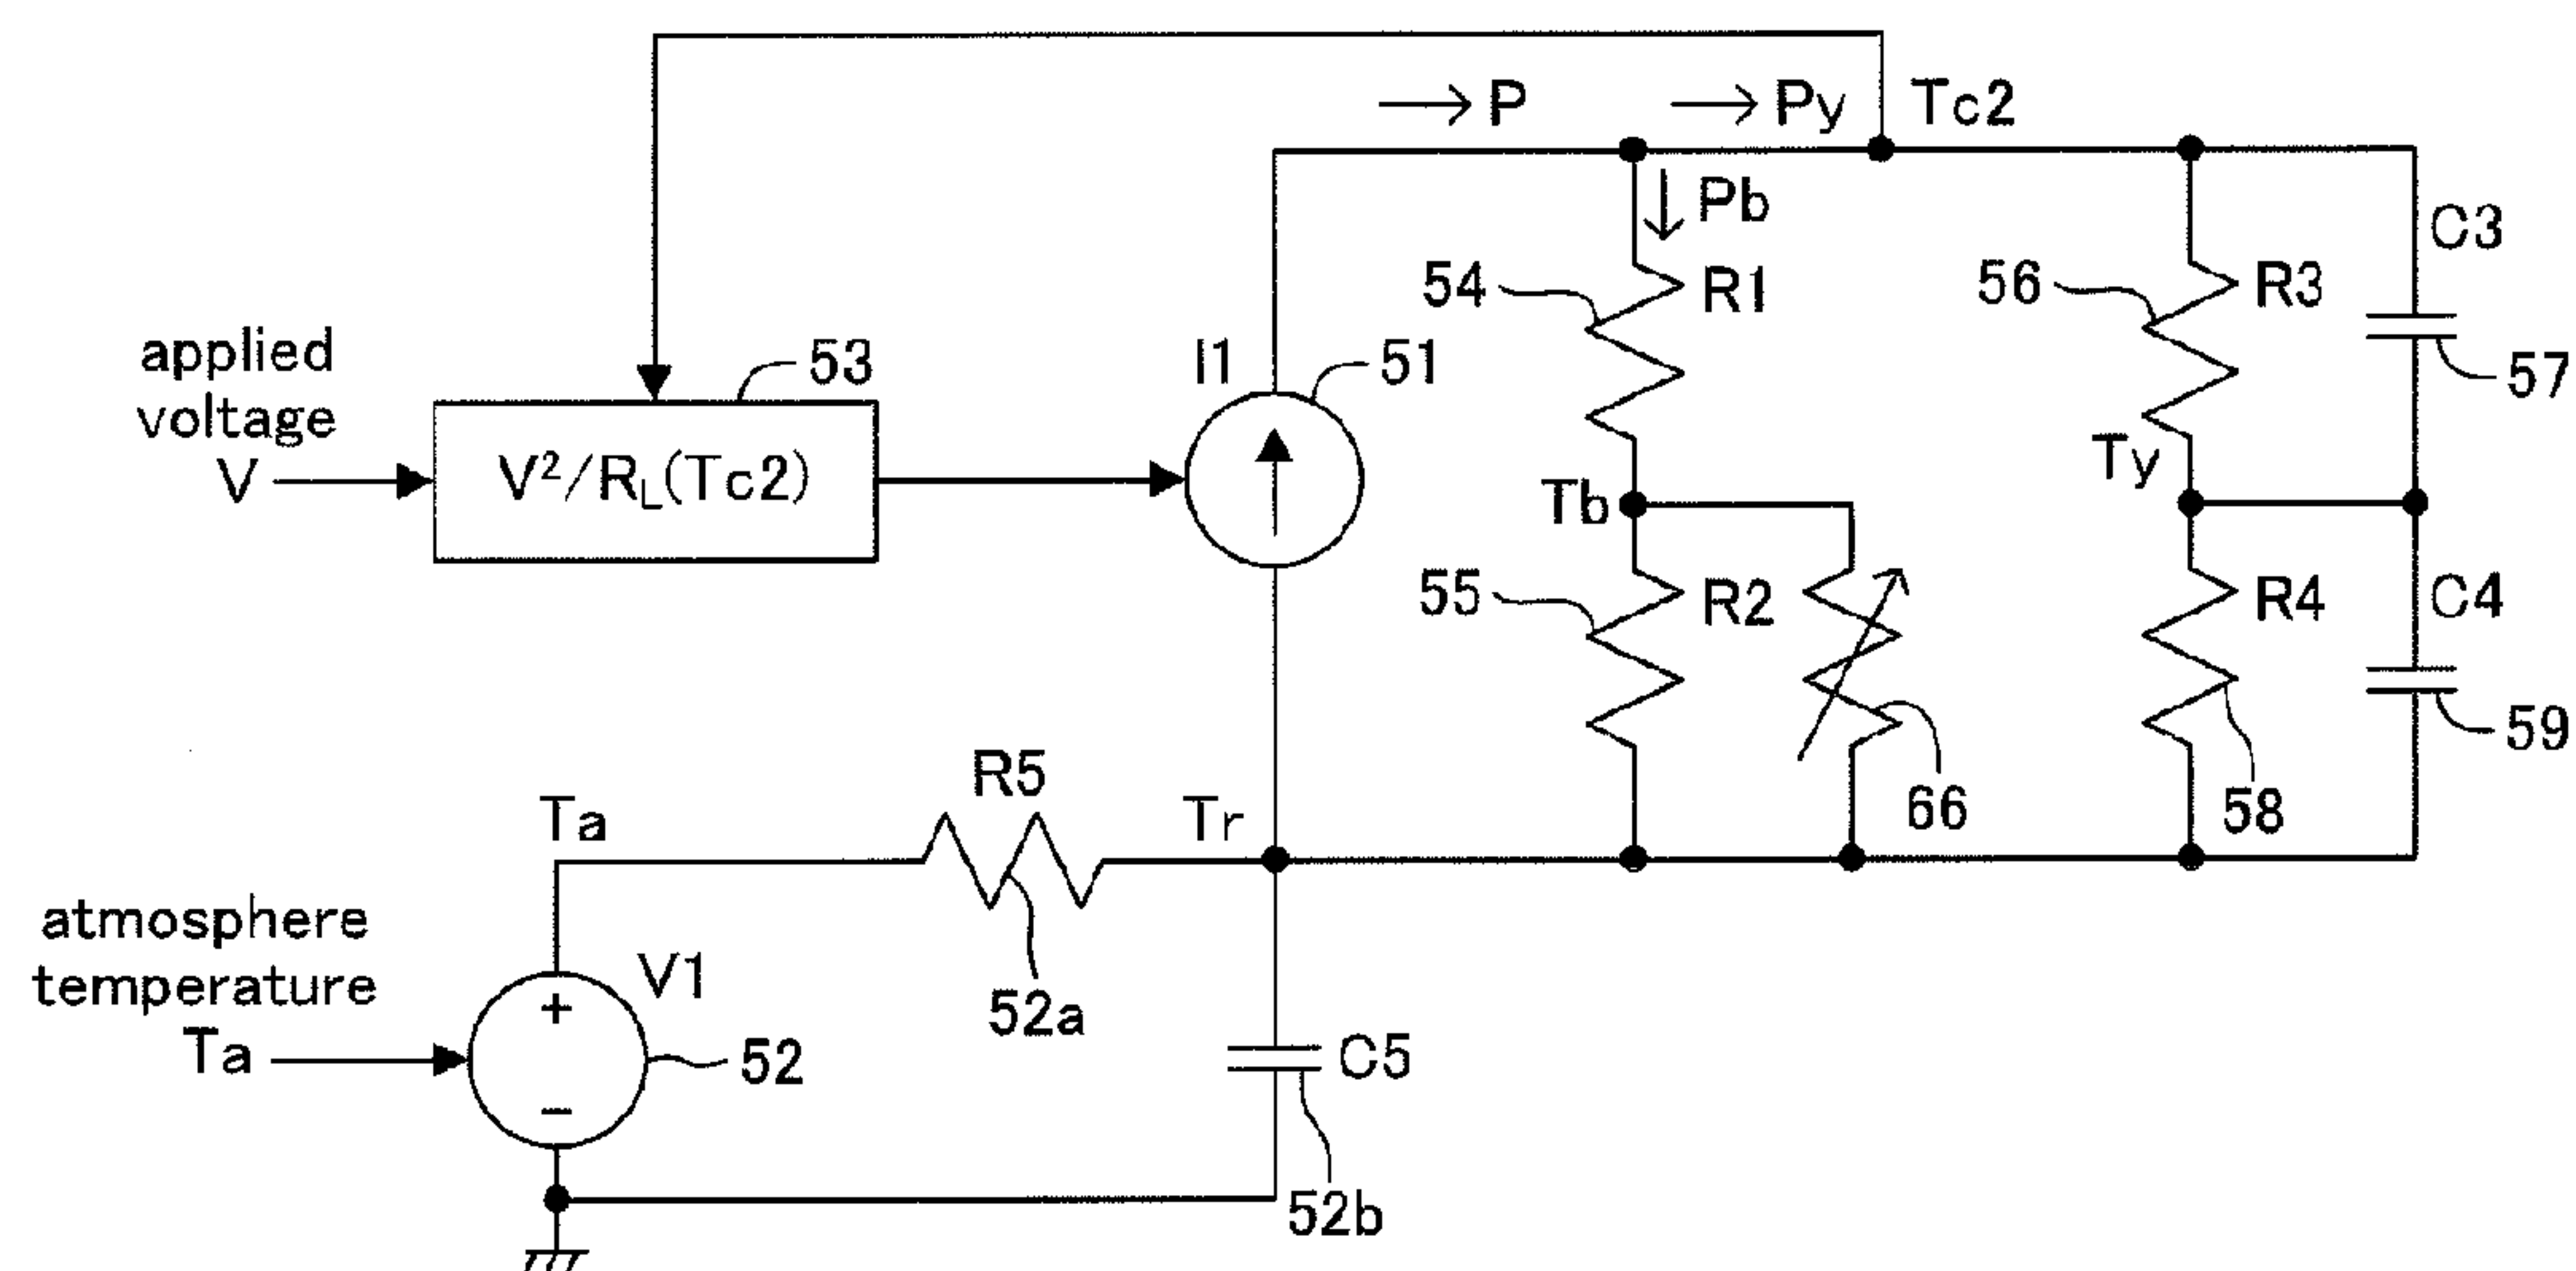 P
Py
Tc2
Pb
C3
54
R1
56
R3
applied
voltage
V
53
I1
51
57
V²/R_L(Tc2)
Ty
Tb
55
R2
R4
C4
R5
59
Ta
Tr
66
58
atmosphere
temperature
Ta
V1
+
−
52
52a
C5
52b